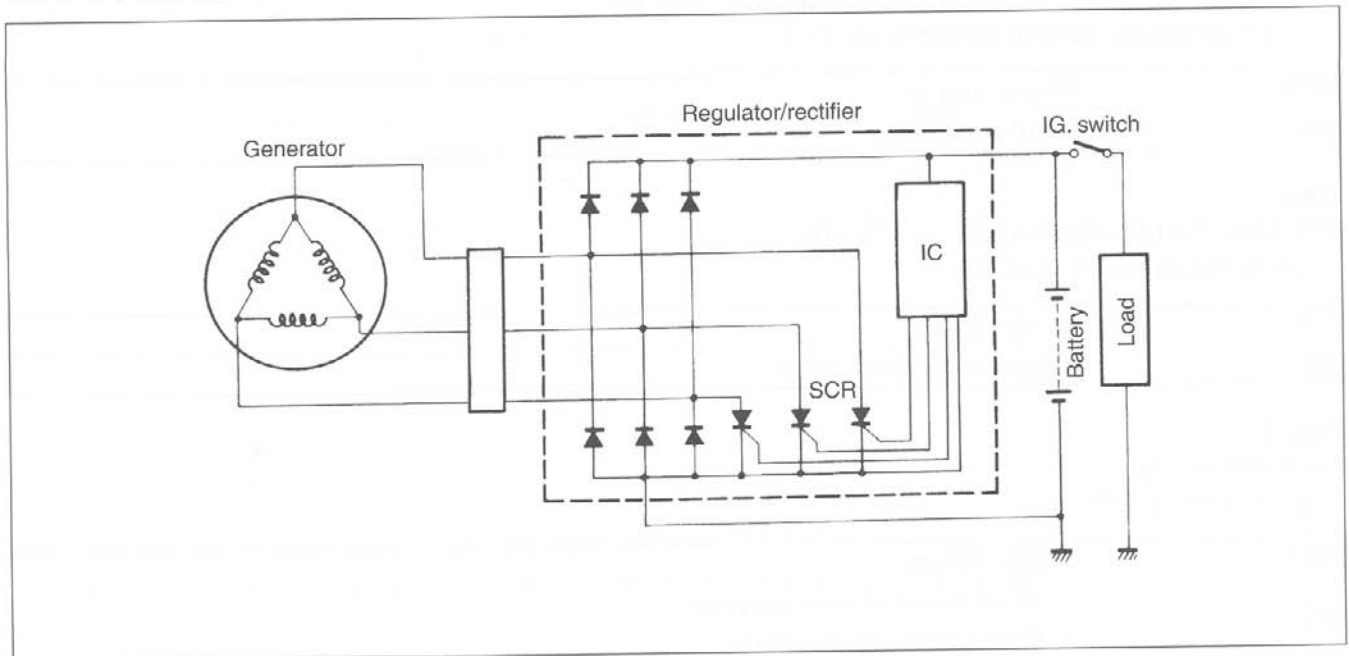 Regulator/rectifier
IG. switch
Generator
IC
SCR
Battery
Load